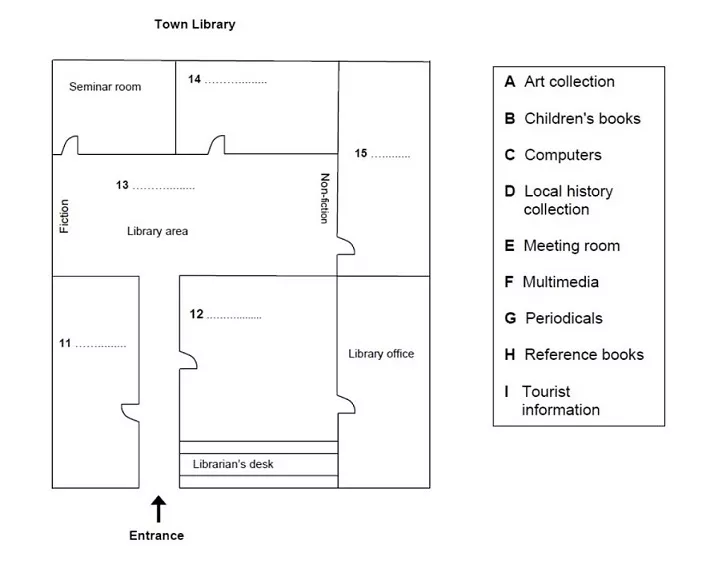 Town Library
Seminar room
14 ....................
15 ............
13 ....................
Fiction
Non-fiction
Library area
12 ..................
11 ................
Library office
Librarian's desk
Entrance
A Art collection
B Children's books
C Computers
D Local history
collection
E Meeting room
F Multimedia
G Periodicals
H Reference books
I Tourist
information